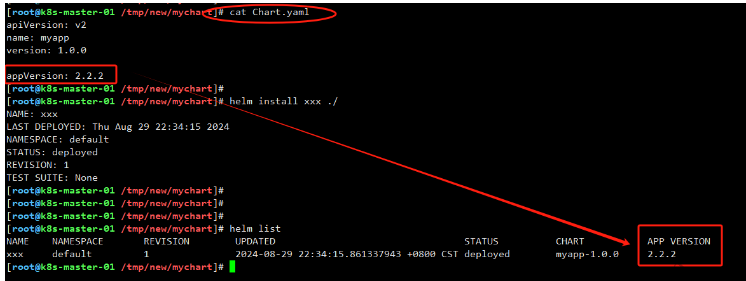 [root@k8s-master-01 /tmp/new/mychart]# cat Chart.yaml
apiVersion: v2
name: myapp
version: 1.0.0
appVersion: 2.2.2
[root@k8s-master-01 /tmp/new/mychart]#
[root@k8s-master-01 /tmp/new/mychart]# helm install xxx ./
NAME: xxx
LAST DEPLOYED: Thu Aug 29 22:34:15 2024
NAMESPACE: default
STATUS: deployed
REVISION: 1
TEST SUITE: None
[root@k8s-master-01 /tmp/new/mychart]#
[root@k8s-master-01 /tmp/new/mychart]#
[root@k8s-master-01 /tmp/new/mychart]#
[root@k8s-master-01 /tmp/new/mychart]# helm list
NAME NAMESPACE REVISION UPDATED STATUS CHART APP VERSION
xxx default 1 2024-08-29 22:34:15.861337943 +0800 CST deployed myapp-1.0.0 2.2.2
[root@k8s-master-01 /tmp/new/mychart]#